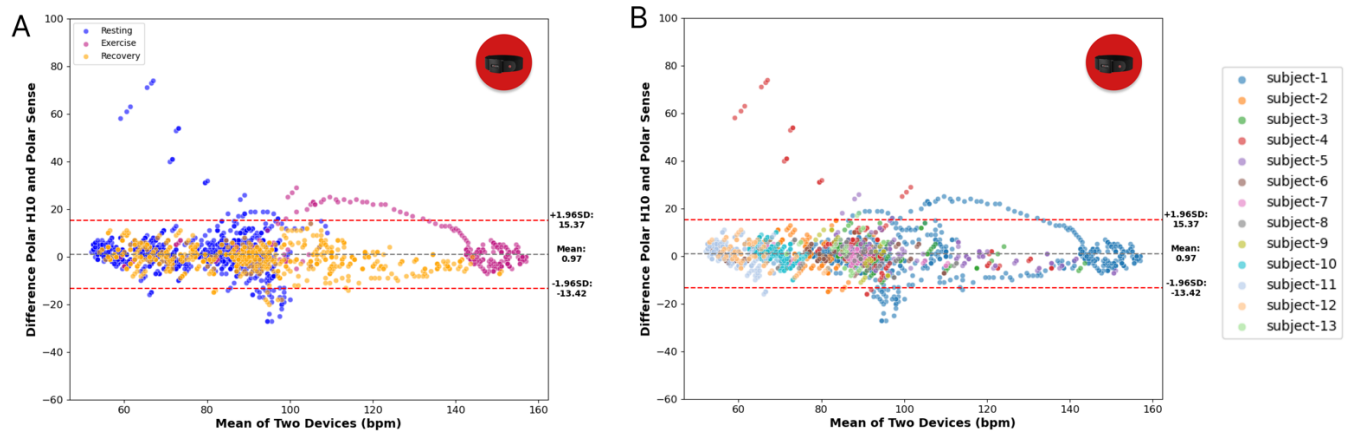 A
100
80
60
40
20
0
−20
−40
−60
60
80
100
120
140
160
Difference Polar H10 and Polar Sense
Mean of Two Devices (bpm)
Resting
Exercise
Recovery
+1.96SD:
15.37
Mean:
0.97
-1.96SD:
-13.42
B
100
80
60
40
20
0
−20
−40
−60
60
80
100
120
140
160
Difference Polar H10 and Polar Sense
Mean of Two Devices (bpm)
+1.96SD:
15.37
Mean:
0.97
-1.96SD:
-13.42
subject-1
subject-2
subject-3
subject-4
subject-5
subject-6
subject-7
subject-8
subject-9
subject-10
subject-11
subject-12
subject-13